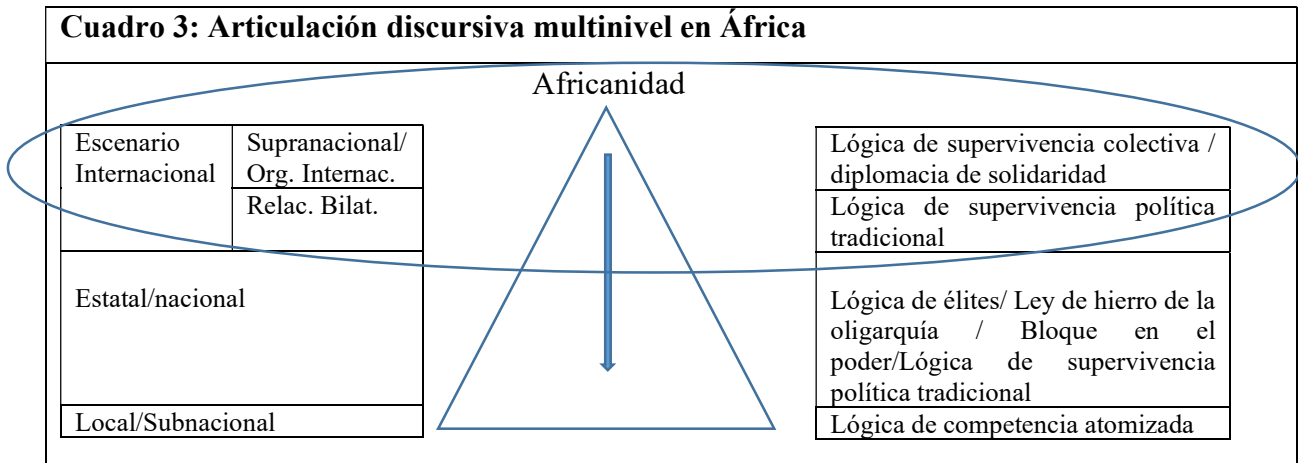 Cuadro 3: Articulación discursiva multinivel en África
Africanidad
Escenario
Internacional
Supranacional/
Org. Internac.
Relac. Bilat.
Lógica de supervivencia colectiva /
diplomacia de solidaridad
Lógica de supervivencia política
tradicional
Estatal/nacional
Lógica de élites/ Ley de hierro de la
oligarquía / Bloque en el
poder/Lógica de supervivencia
política tradicional
Local/Subnacional
Lógica de competencia atomizada